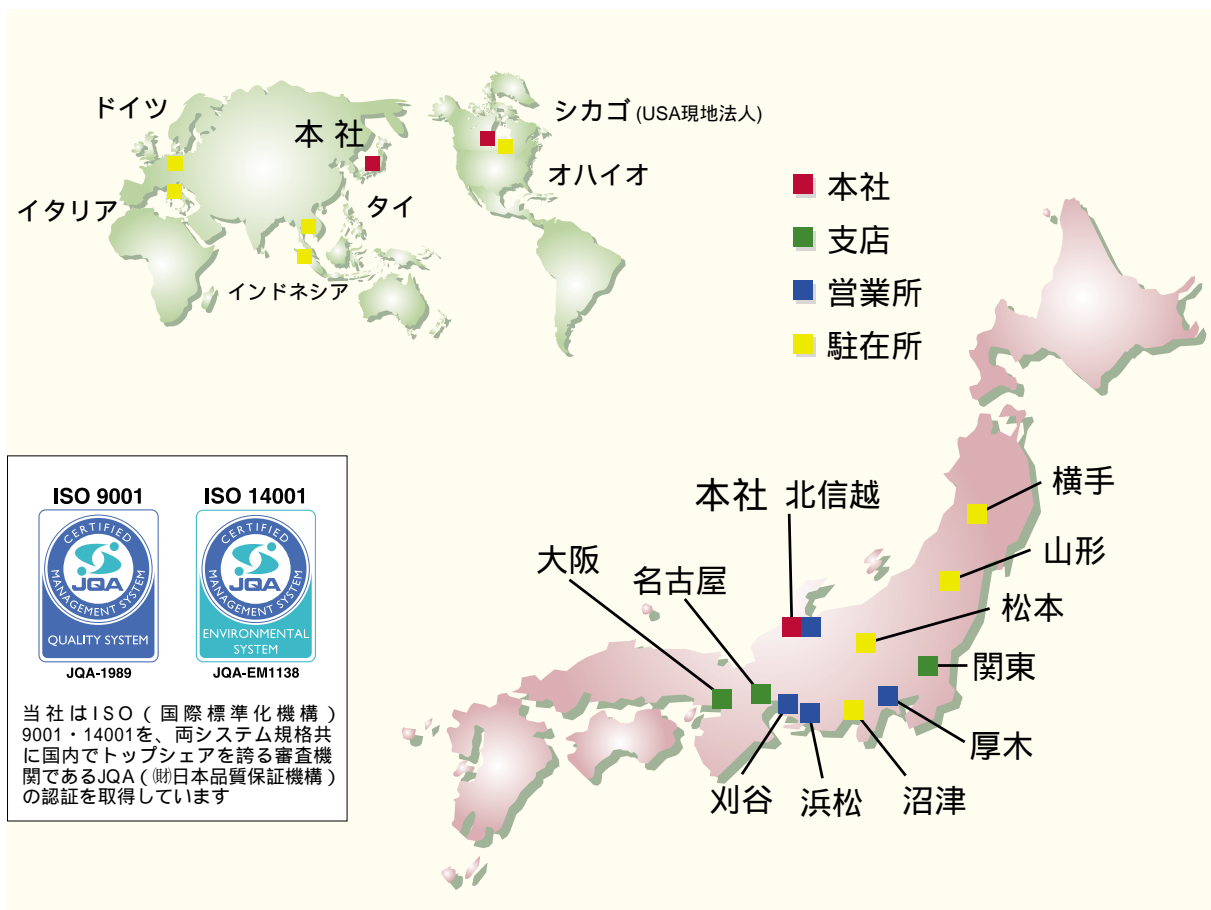 ドイツ
本 社
イタリア
タイ
インドネシア
シカゴ (USA現地法人)
オハイオ
本社
支店
営業所
駐在所
本社 北信越
大阪
名古屋
横手
山形
松本
関東
厚木
沼津
浜松
刈谷
ISO 9001
CERTIFIED
JQA
MANAGEMENT SYSTEM
QUALITY SYSTEM
JQA-1989
ISO 14001
CERTIFIED
JQA
MANAGEMENT SYSTEM
ENVIRONMENTAL
SYSTEM
JQA-EM1138
当社はISO(国際標準化機構)
9001・14001を、両システム規格共
に国内でトップシェアを誇る審査機
関であるJQA(㈶日本品質保証機構)
の認証を取得しています